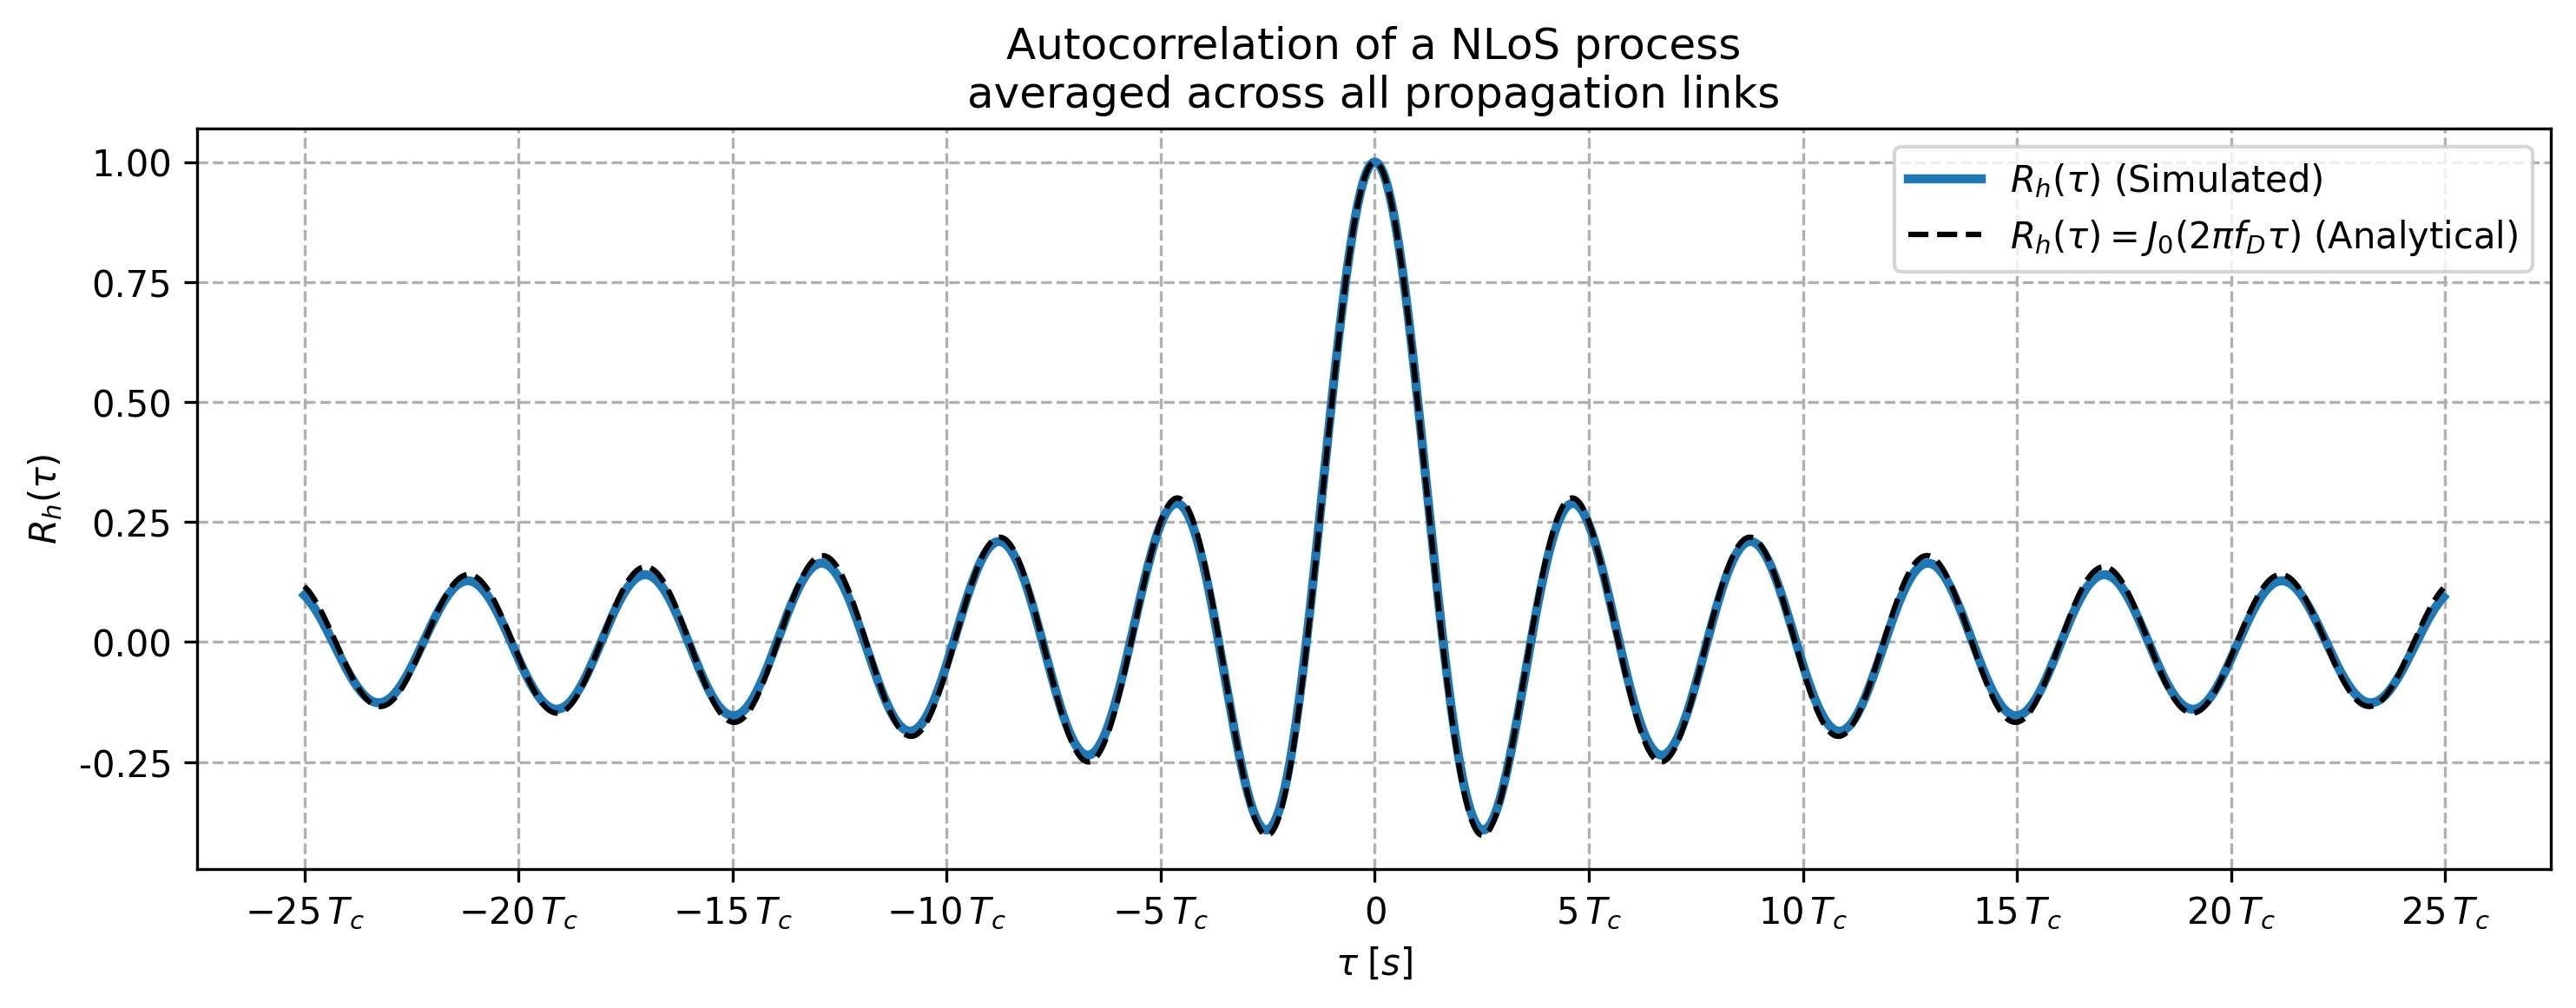 Autocorrelation of a NLoS process
averaged across all propagation links
R_h(τ) (Simulated)
R_h(τ) = J_0(2πf_Dτ) (Analytical)
R_h(τ)
1.00
0.75
0.50
0.25
0.00
-0.25
−25 T_c −20 T_c −15 T_c −10 T_c −5 T_c 0 5 T_c 10 T_c 15 T_c 20 T_c 25 T_c
τ [s]